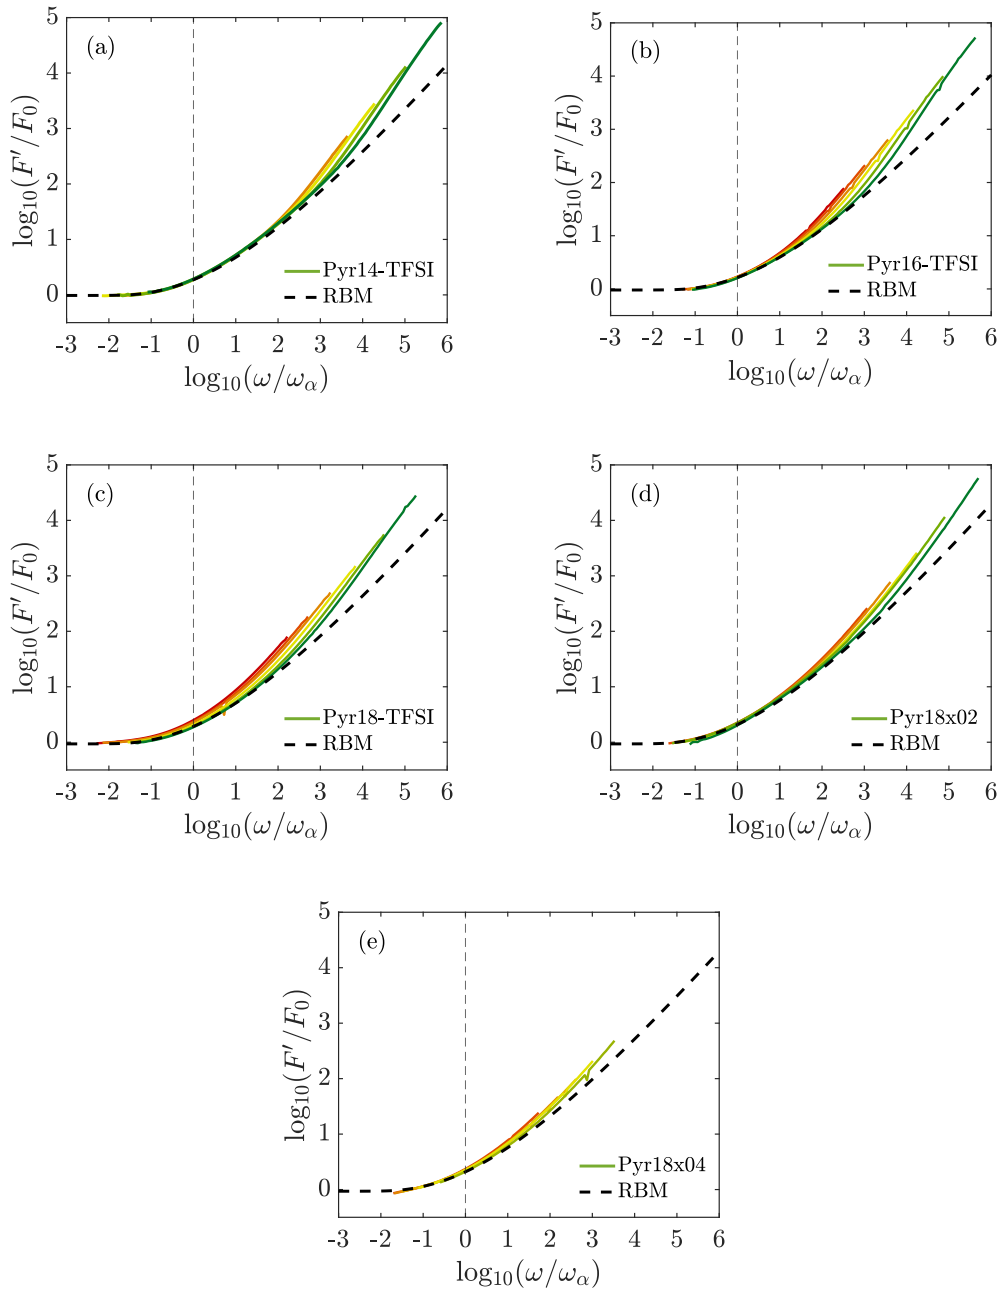 (a)
5
4
3
2
1
0
log10(F′/F0)
Pyr14-TFSI
RBM
-3 -2 -1 0 1 2 3 4 5 6
log10(ω/ωα)
(b)
5
4
3
2
1
0
log10(F′/F0)
Pyr16-TFSI
RBM
-3 -2 -1 0 1 2 3 4 5 6
log10(ω/ωα)
(c)
5
4
3
2
1
0
log10(F′/F0)
Pyr18-TFSI
RBM
-3 -2 -1 0 1 2 3 4 5 6
log10(ω/ωα)
(d)
5
4
3
2
1
0
log10(F′/F0)
Pyr18x02
RBM
-3 -2 -1 0 1 2 3 4 5 6
log10(ω/ωα)
(e)
5
4
3
2
1
0
log10(F′/F0)
Pyr18x04
RBM
-3 -2 -1 0 1 2 3 4 5 6
log10(ω/ωα)